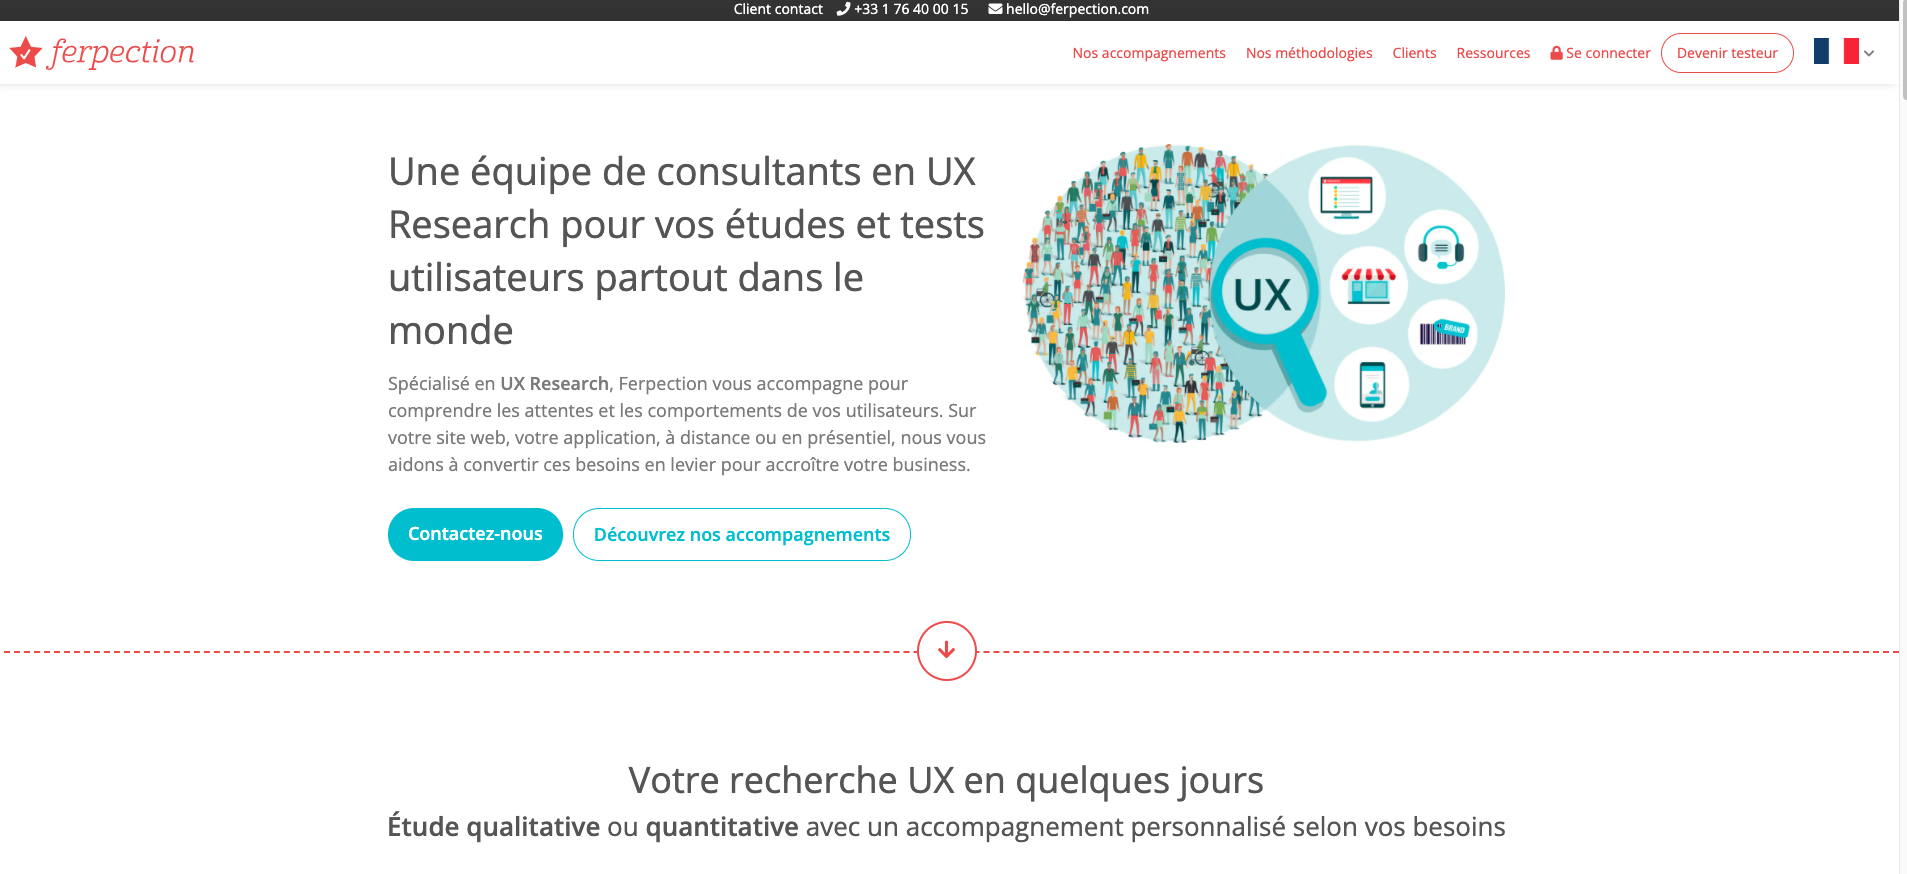 Client contact +33 1 76 40 00 15 hello@ferpection.com
ferpection
Nos accompagnements Nos méthodologies Clients Ressources Se connecter Devenir testeur
Une équipe de consultants en UX
Research pour vos études et tests
utilisateurs partout dans le
monde
Spécialisé en UX Research, Ferpection vous accompagne pour
comprendre les attentes et les comportements de vos utilisateurs. Sur
votre site web, votre application, à distance ou en présentiel, nous vous
aidons à convertir ces besoins en levier pour accroître votre business.
Contactez-nous Découvrez nos accompagnements
UX
BRAND
Votre recherche UX en quelques jours
Étude qualitative ou quantitative avec un accompagnement personnalisé selon vos besoins